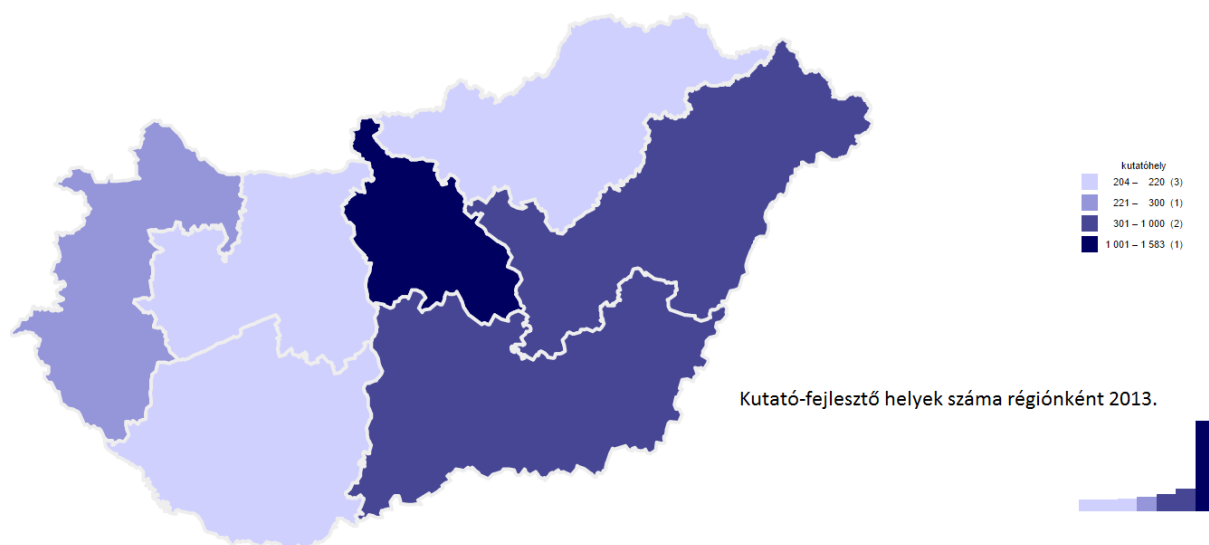 kutatóhely
204 – 220 (3)
221 – 300 (1)
301 – 1 000 (2)
1 001 – 1 583 (1)
Kutató-fejlesztő helyek száma régiónként 2013.